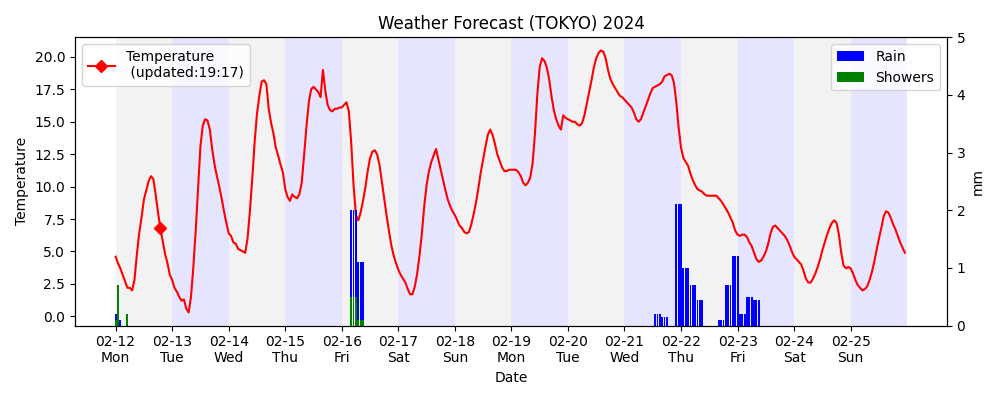 Weather Forecast (TOKYO) 2024
Temperature
(updated:19:17)
Rain
Showers
Temperature
20.0
17.5
15.0
12.5
10.0
7.5
5.0
2.5
0.0
5
4
3
2
1
0
mm
02-12 02-13 02-14 02-15 02-16 02-17 02-18 02-19 02-20 02-21 02-22 02-23 02-24 02-25
Mon Tue Wed Thu Fri Sat Sun Mon Tue Wed Thu Fri Sat Sun
Date